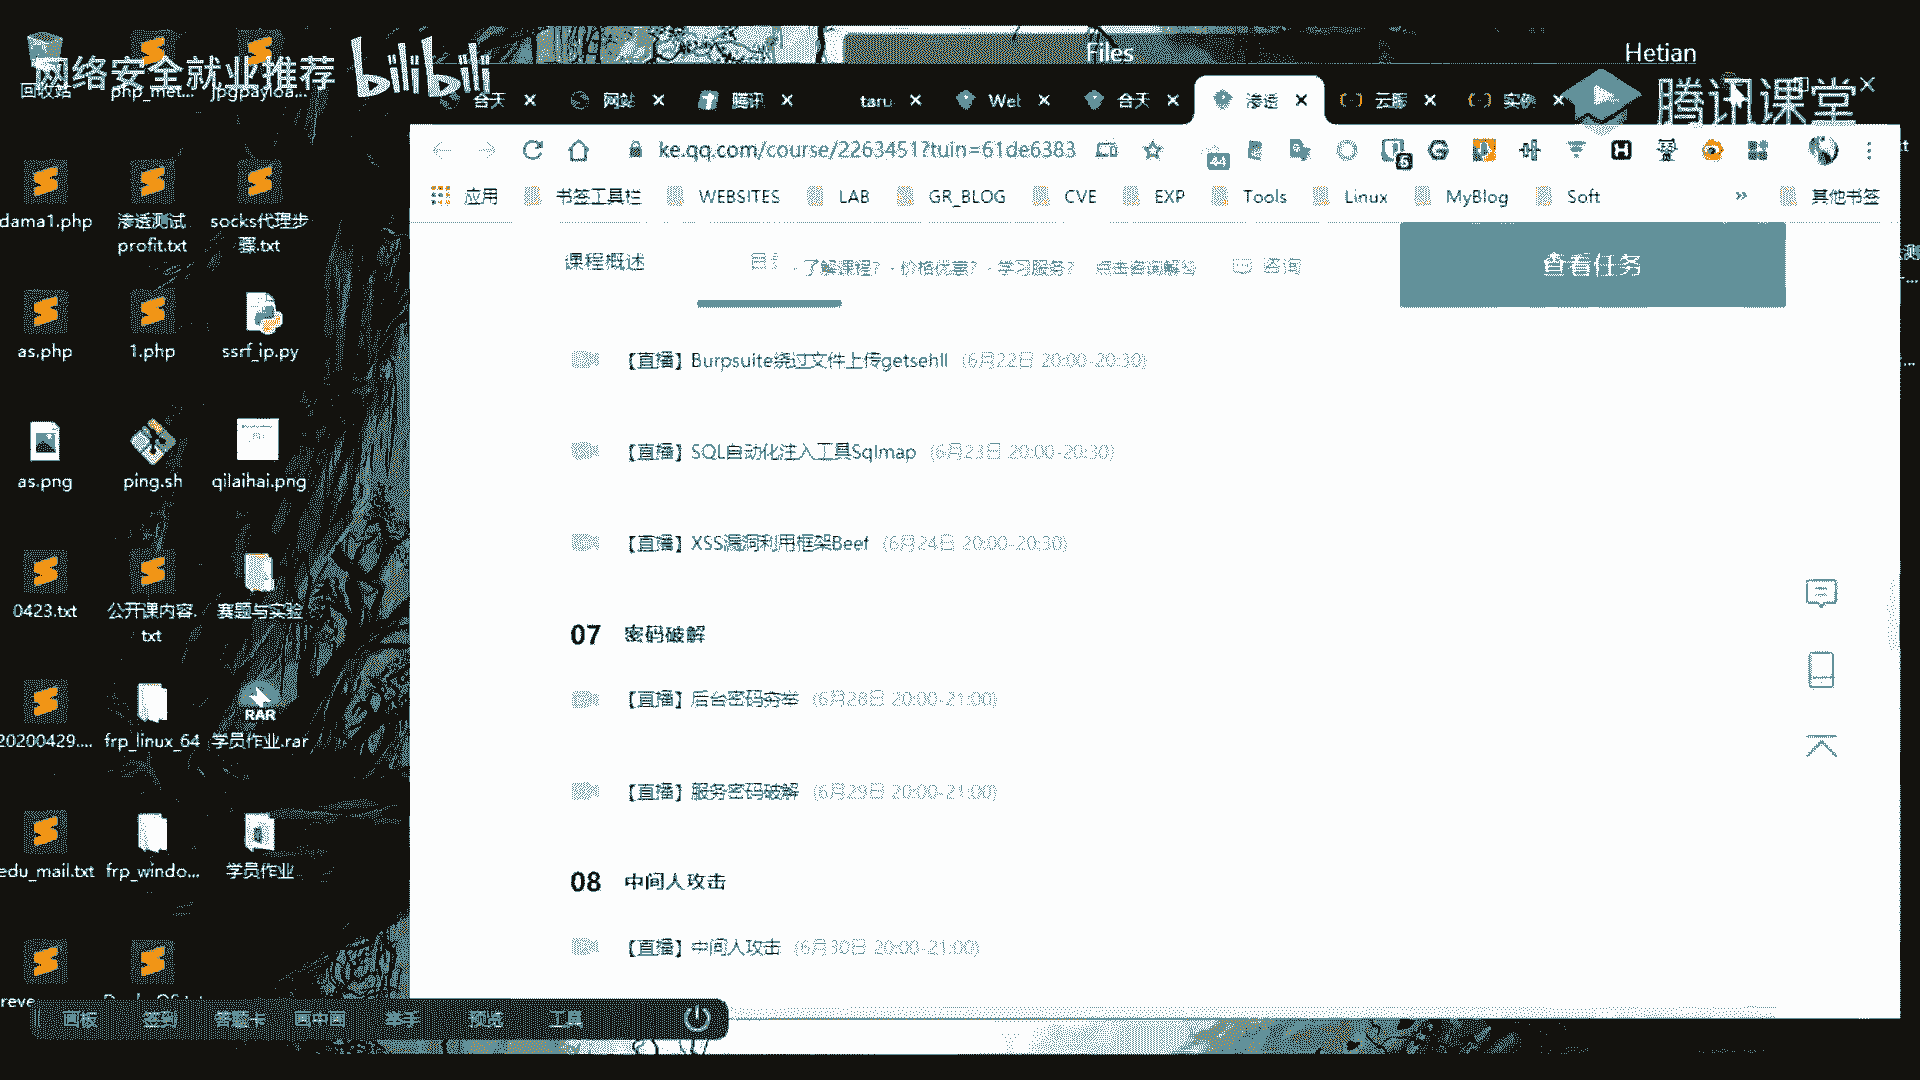 网络安全就业推荐 bilibili
Files
Hetian
腾讯课堂
回收站
php_met...
jpgpayloa...
合天
网站
腾讯
taru
Wel
合天
渗透
云服
实例
ke.qq.com/course/2263451?tuin=61de6383
44
5
应用
书签工具栏
WEBSITES
LAB
GR_BLOG
CVE
EXP
Tools
Linux
MyBlog
Soft
»
其他书签
dama1.php
渗透测试
profit.txt
socks代理步
骤.txt
as.php
1.php
ssrf_ip.py
as.png
ping.sh
qilaihai.png
0423.txt
公开课内容.
txt
赛题与实验
20200429....
frp_linux_64
RAR
学员作业.rar
edu_mail.txt
frp_windo...
学员作业
reve
课程概述
· 了解课程? · 价格优惠? · 学习服务? 点击咨询解答
咨询
查看任务
【直播】Burpsuite绕过文件上传getsehll (6月22日 20:00-20:30)
【直播】SQL自动化注入工具Sqlmap (6月23日 20:00-20:30)
【直播】XSS漏洞利用框架Beef (6月24日 20:00-20:30)
07 密码破解
【直播】后台密码穷举 (6月28日 20:00-21:00)
【直播】服务密码破解 (6月29日 20:00-21:00)
08 中间人攻击
【直播】中间人攻击 (6月30日 20:00-21:00)
画板
签到
答题卡
画中画
举手
预览
工具